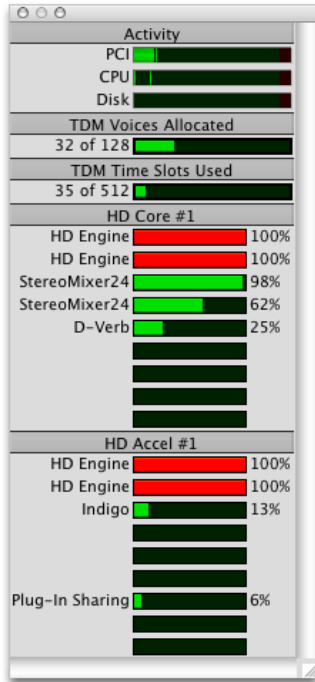 Activity
PCI
CPU
Disk
TDM Voices Allocated
32 of 128
TDM Time Slots Used
35 of 512
HD Core #1
HD Engine 100%
HD Engine 100%
StereoMixer24 98%
StereoMixer24 62%
D-Verb 25%
HD Accel #1
HD Engine 100%
HD Engine 100%
Indigo 13%
Plug-In Sharing 6%